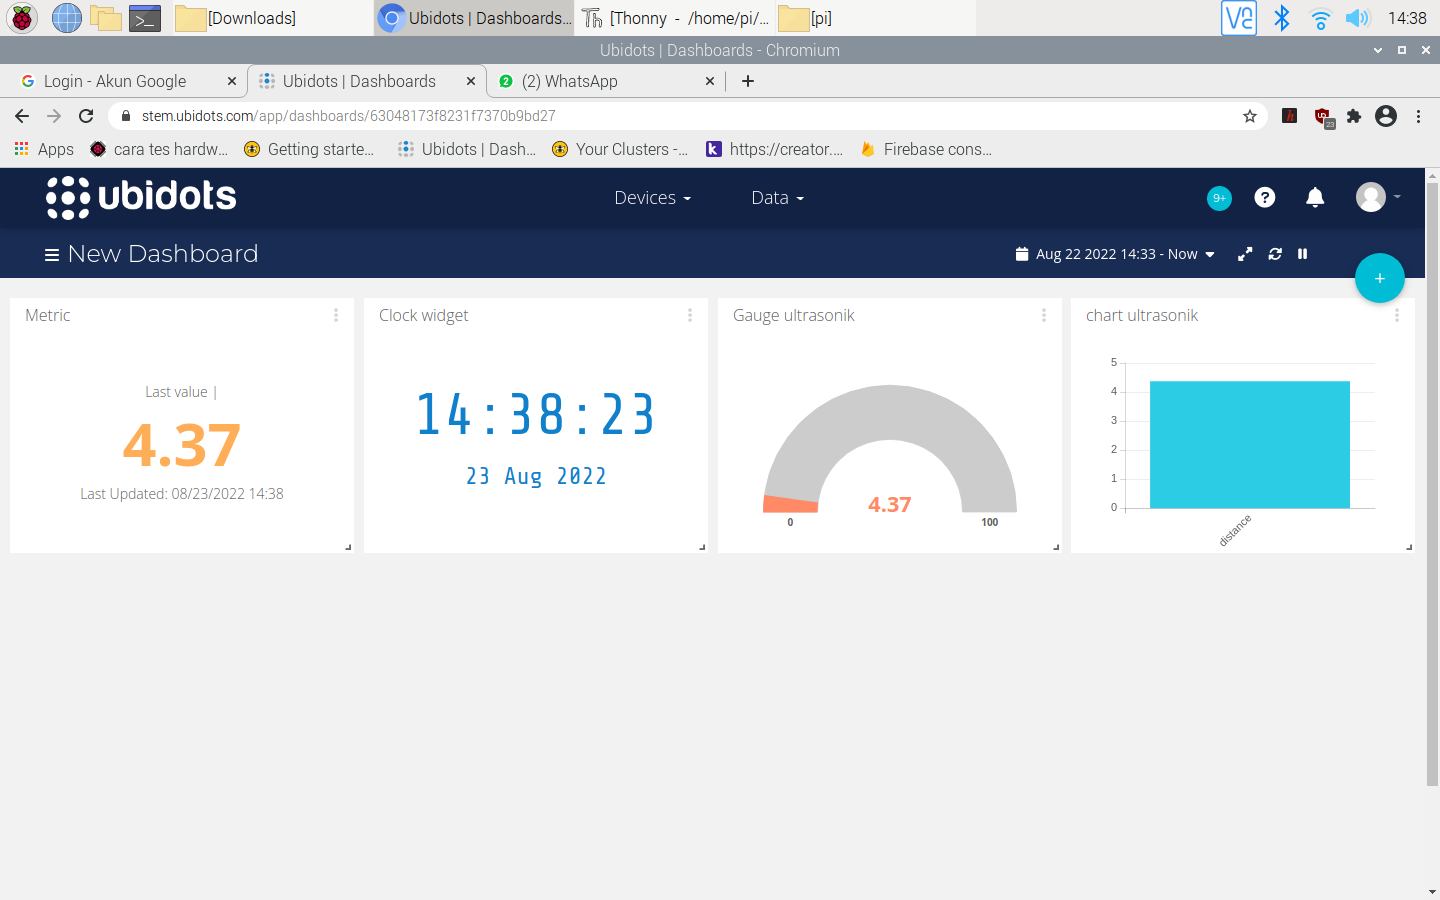 [Downloads]
Ubidots | Dashboards...
[Thonny - /home/pi/...
[pi]
14:38
Ubidots | Dashboards - Chromium
Login - Akun Google
Ubidots | Dashboards
(2) WhatsApp
stem.ubidots.com/app/dashboards/63048173f8231f7370b9bd27
23
Apps
cara tes hardw...
Getting starte...
Ubidots | Dash...
Your Clusters -...
https://creator....
Firebase cons...
ubidots
Devices
Data
9+
New Dashboard
Aug 22 2022 14:33 - Now
Metric
Last value |
4.37
Last Updated: 08/23/2022 14:38
Clock widget
14:38:23
23 Aug 2022
Gauge ultrasonik
4.37
0
100
chart ultrasonik
5
4
3
2
1
0
distance